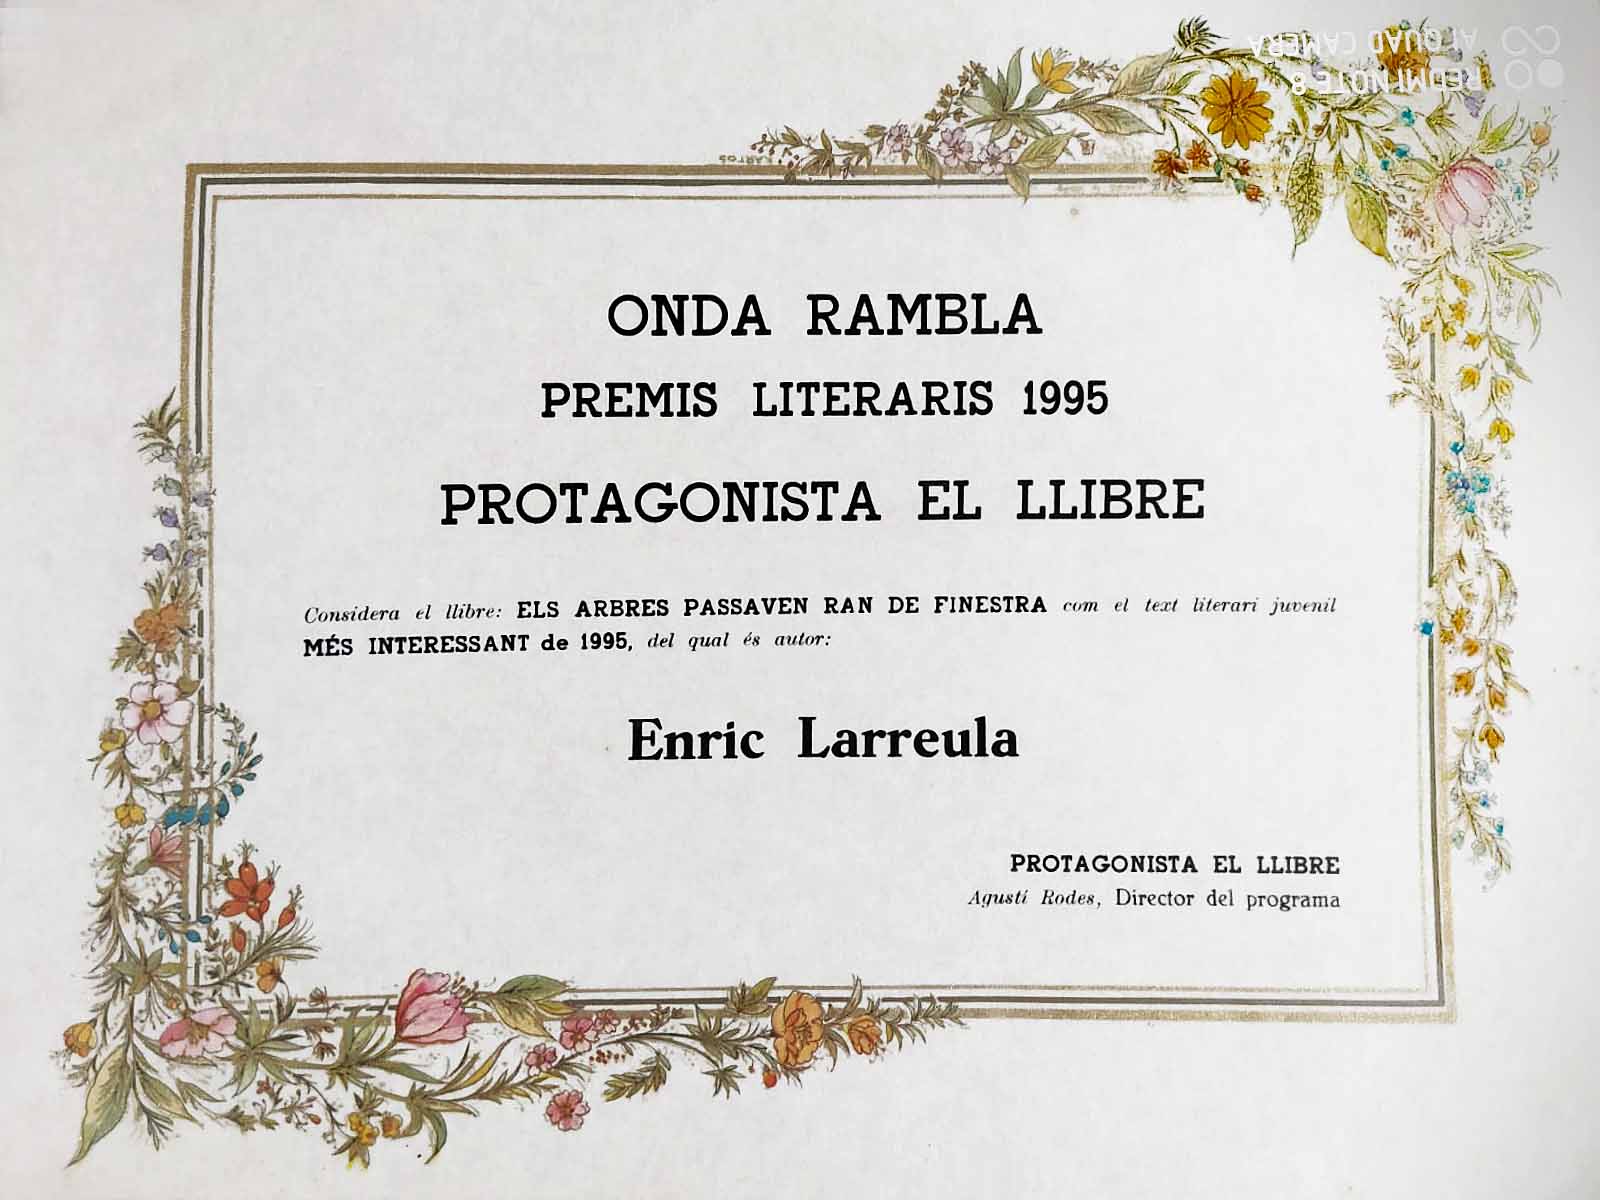 REDMI NOTE 8
AI QUAD CAMERA
KARTOS
ONDA RAMBLA
PREMIS LITERARIS 1995
PROTAGONISTA EL LLIBRE
Considera el llibre: ELS ARBRES PASSAVEN RAN DE FINESTRA com el text literari juvenil
MÉS INTERESSANT de 1995, del qual és autor:
Enric Larreula
PROTAGONISTA EL LLIBRE
Agustí Rodes, Director del programa